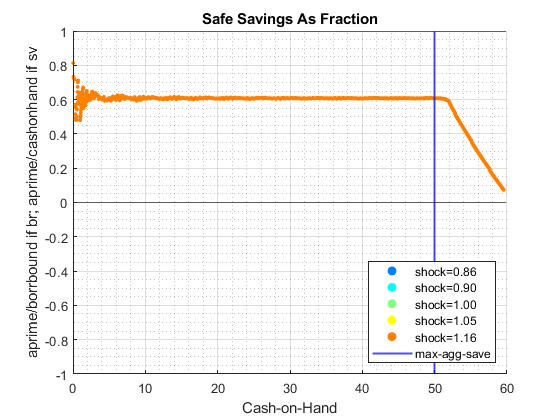 Safe Savings As Fraction
aprime/borrbound if br; aprime/cashonhand if sv
1
0.8
0.6
0.4
0.2
0
-0.2
-0.4
-0.6
-0.8
-1
shock=0.86
shock=0.90
shock=1.00
shock=1.05
shock=1.16
max-agg-save
0 10 20 30 40 50 60
Cash-on-Hand